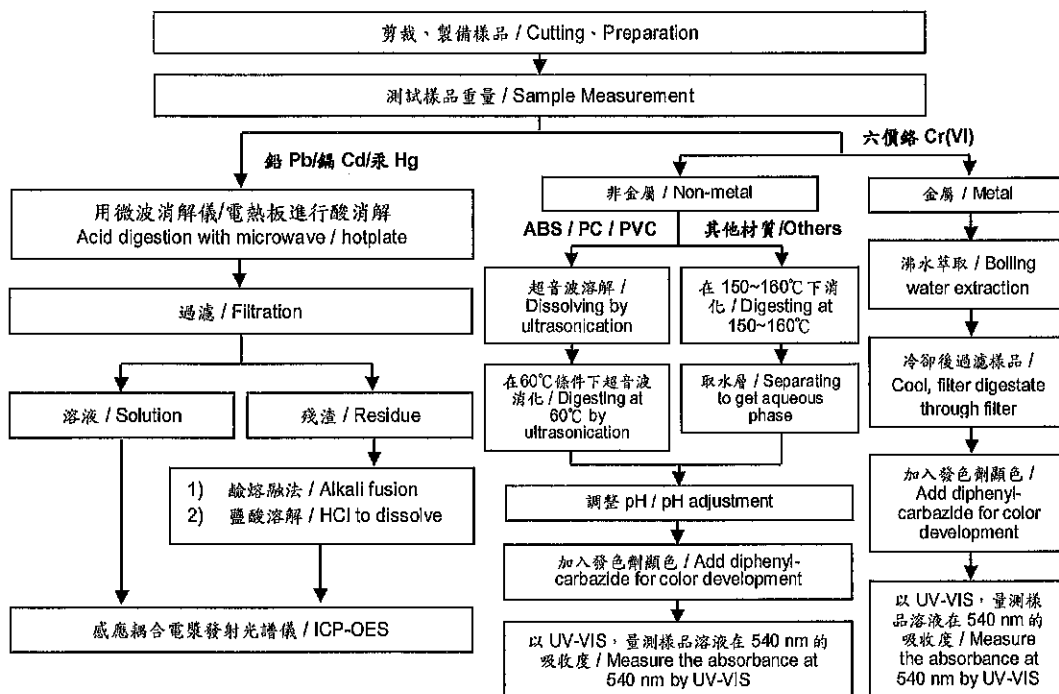 剪裁、製備樣品 / Cutting、Preparation
測試樣品重量 / Sample Measurement
鉛 Pb/鎘 Cd/汞 Hg
用微波消解儀/電熱板進行酸消解
Acid digestion with microwave / hotplate
過濾 / Filtration
溶液 / Solution
殘渣 / Residue
1) 鹼熔融法 / Alkali fusion
2) 鹽酸溶解 / HCl to dissolve
感應耦合電漿發射光譜儀 / ICP-OES
六價鉻 Cr(VI)
非金屬 / Non-metal
ABS / PC / PVC
其他材質/Others
超音波溶解 /
Dissolving by
ultrasonication
在60℃條件下超音波
消化 / Digesting at
60℃ by
ultrasonication
在 150~160℃下消
化 / Digesting at
150~160℃
取水層 / Separating
to get aqueous
phase
調整 pH / pH adjustment
加入發色劑顯色 / Add diphenyl-
carbazide for color development
以 UV-VIS，量測樣品溶液在 540 nm 的
吸收度 / Measure the absorbance at
540 nm by UV-VIS
金屬 / Metal
沸水萃取 / Boiling
water extraction
冷卻後過濾樣品 /
Cool, filter digestate
through filter
加入發色劑顯色 /
Add diphenyl-
carbazide for color
development
以 UV-VIS，量測樣
品溶液在 540 nm 的
吸收度 / Measure
the absorbance at
540 nm by UV-VIS